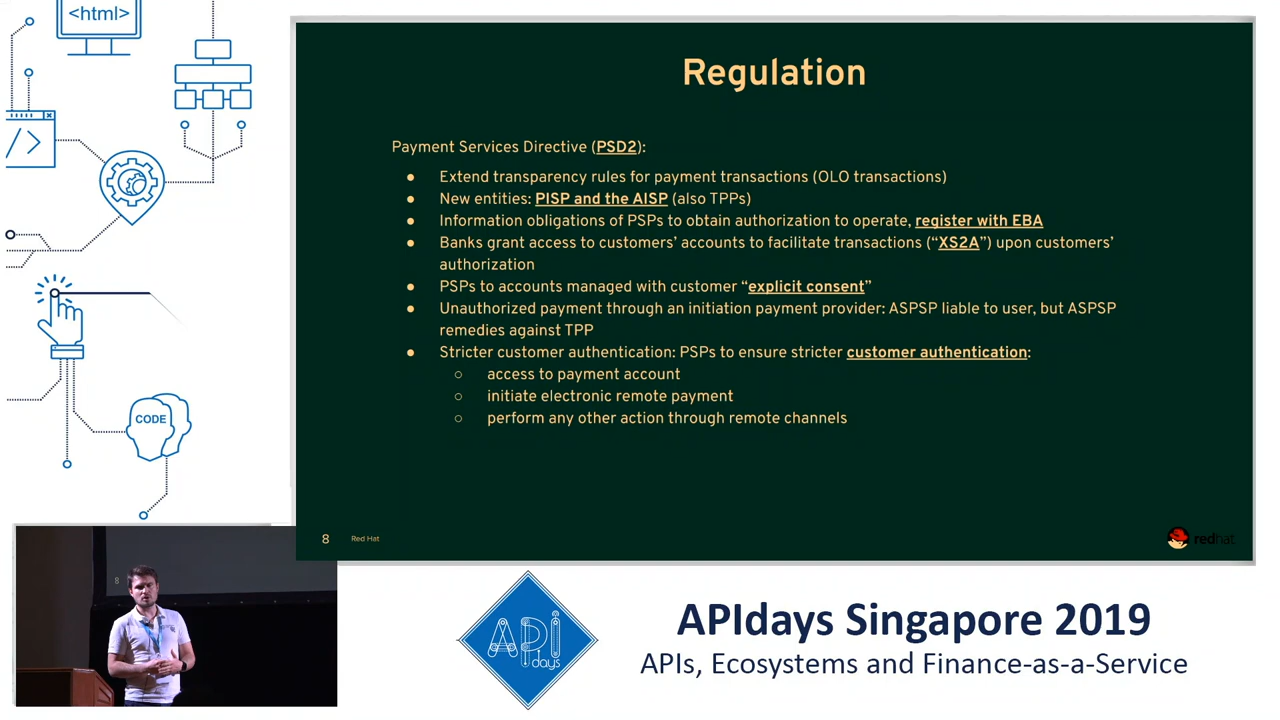 <html>
Regulation
Payment Services Directive (PSD2):
● Extend transparency rules for payment transactions (OLO transactions)
● New entities: PISP and the AISP (also TPPs)
● Information obligations of PSPs to obtain authorization to operate, register with EBA
● Banks grant access to customers’ accounts to facilitate transactions (“XS2A”) upon customers’
authorization
● PSPs to accounts managed with customer “explicit consent”
● Unauthorized payment through an initiation payment provider: ASPSP liable to user, but ASPSP
remedies against TPP
● Stricter customer authentication: PSPs to ensure stricter customer authentication:
○ access to payment account
○ initiate electronic remote payment
○ perform any other action through remote channels
CODE
8 Red Hat
redhat
8
API
days
APIdays Singapore 2019
APIs, Ecosystems and Finance-as-a-Service